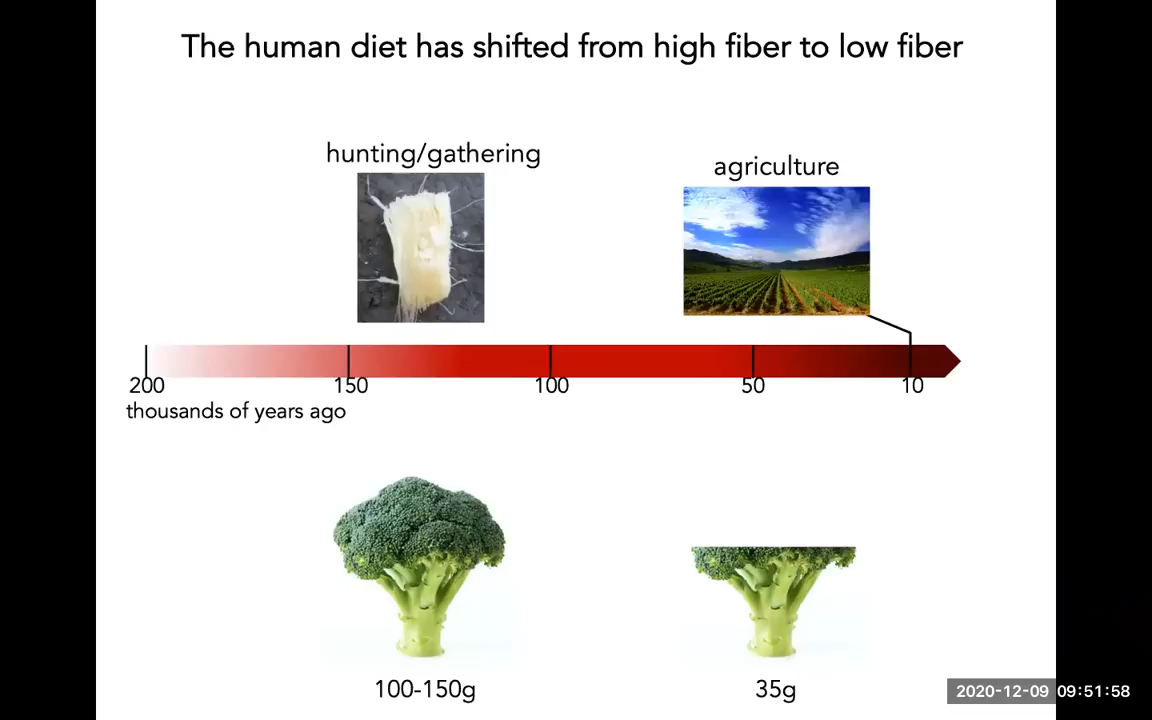 The human diet has shifted from high fiber to low fiber
hunting/gathering
agriculture
200 150 100 50 10
thousands of years ago
100-150g 35g
2020-12-09 09:51:58